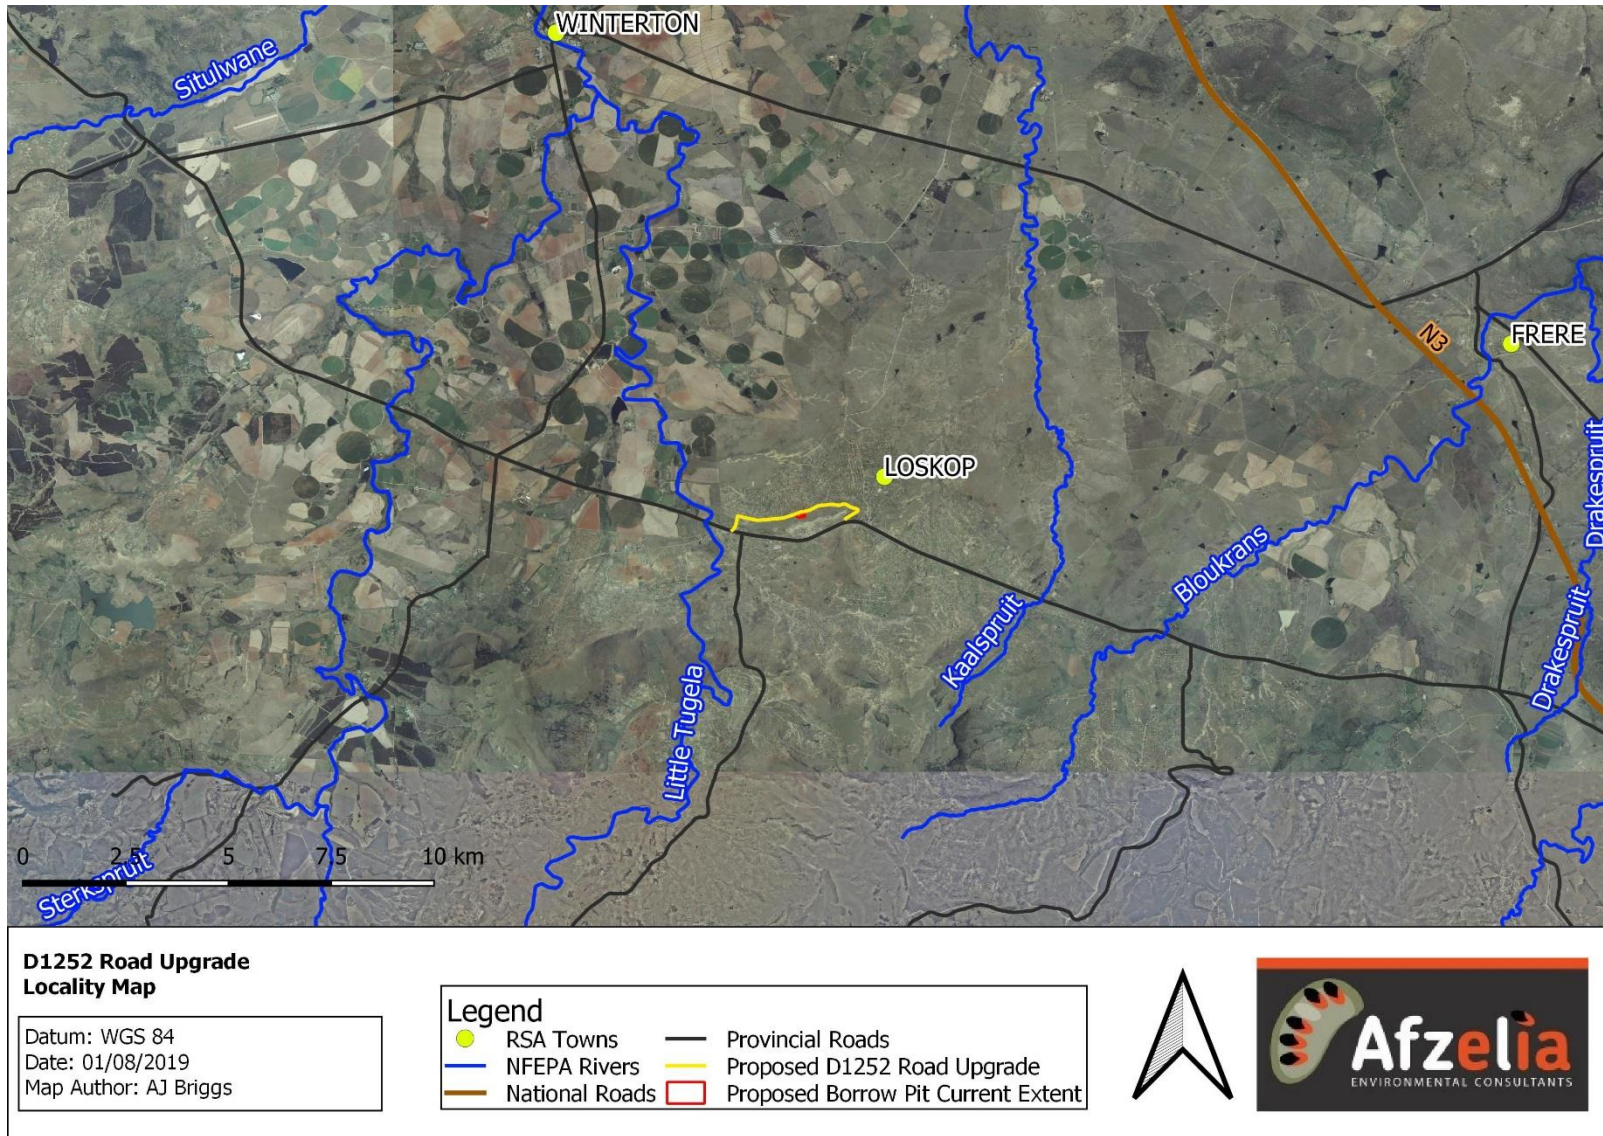 WINTERTON
Situlwane
N3
FRERE
Drakespruit
LOSKOP
Bloukrans
Kaalspruit
Drakespruit
Little Tugela
0 2.5 5 7.5 10 km
Sterkspruit
D1252 Road Upgrade
Locality Map
Datum: WGS 84
Date: 01/08/2019
Map Author: AJ Briggs
Legend
RSA Towns
NFEPA Rivers
National Roads
Provincial Roads
Proposed D1252 Road Upgrade
Proposed Borrow Pit Current Extent
Afzelia
ENVIRONMENTAL CONSULTANTS